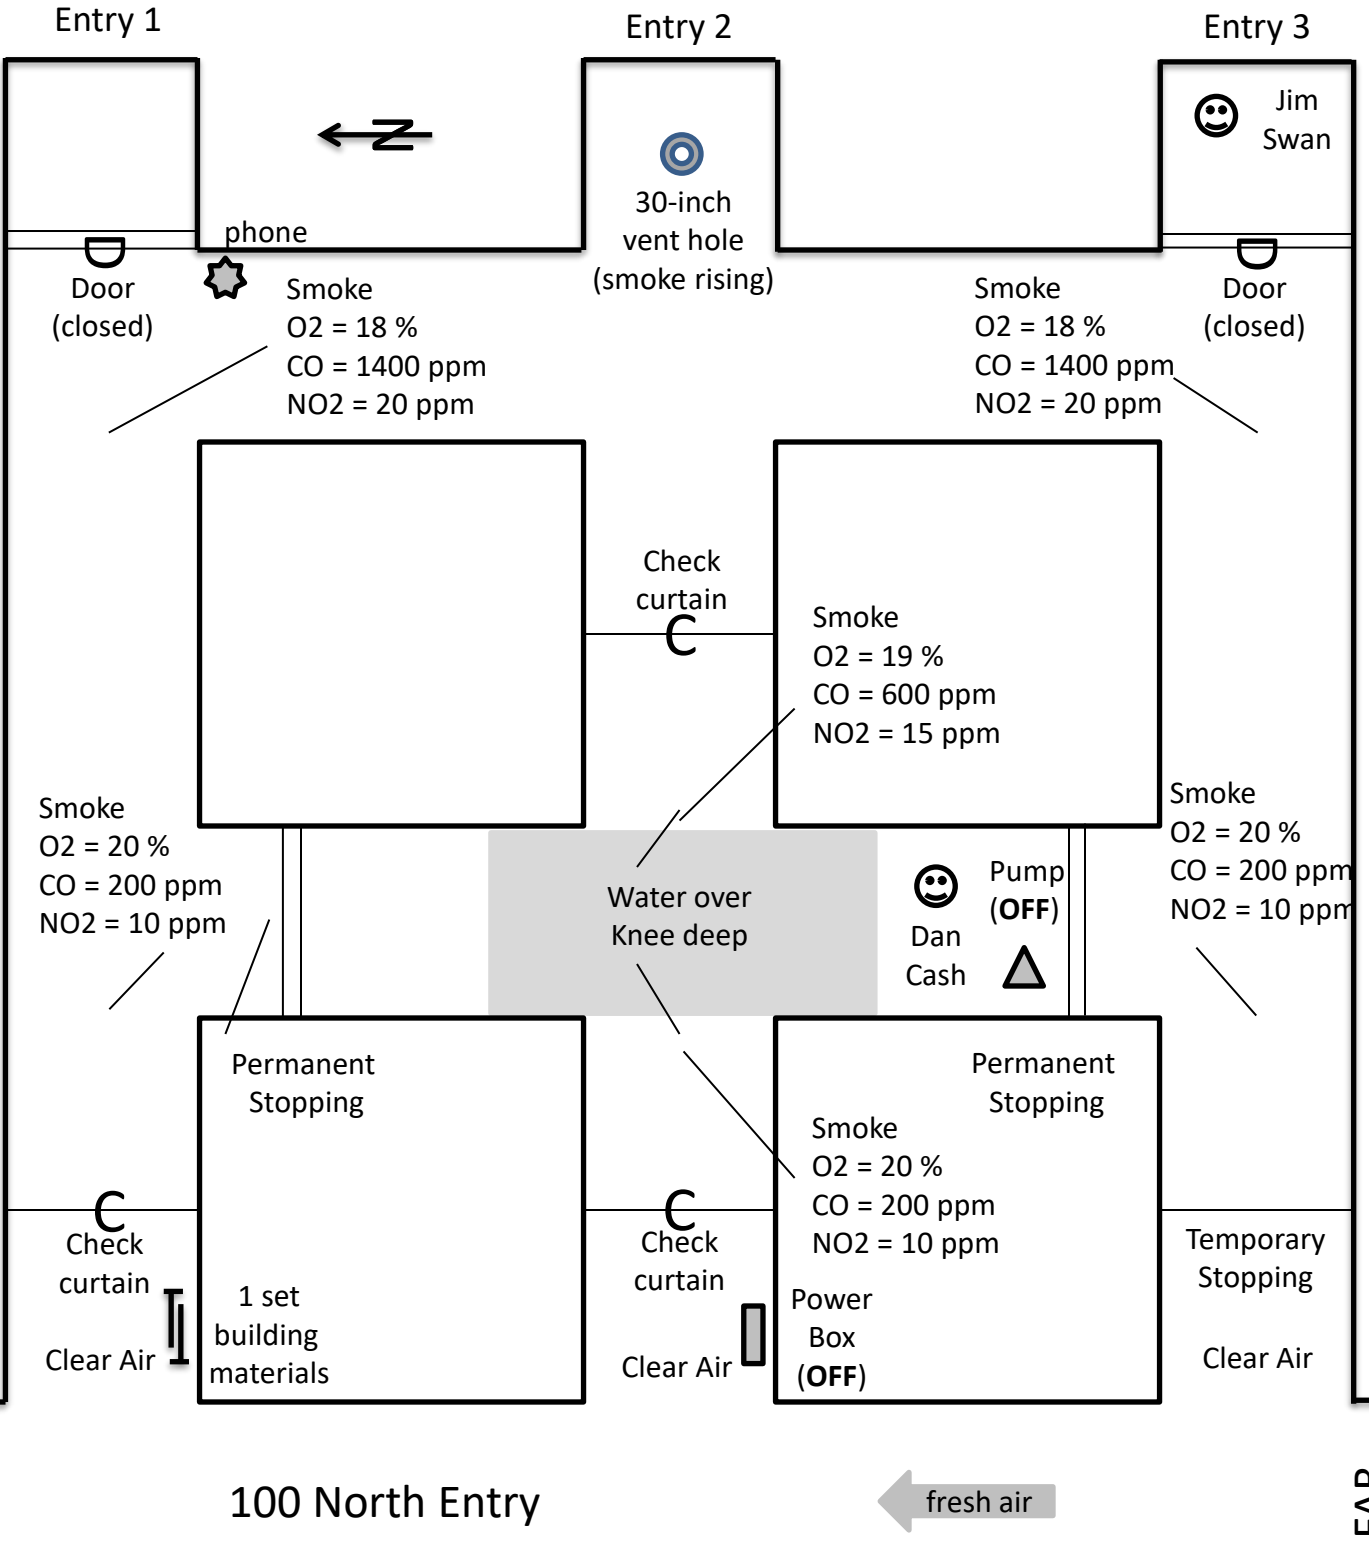 Entry 1
Entry 2
Entry 3
Jim
Swan
N
30-inch
vent hole
(smoke rising)
phone
Door
(closed)
Smoke
O2 = 18 %
CO = 1400 ppm
NO2 = 20 ppm
Smoke
O2 = 18 %
CO = 1400 ppm
NO2 = 20 ppm
Door
(closed)
Check
curtain
C
Smoke
O2 = 19 %
CO = 600 ppm
NO2 = 15 ppm
Smoke
O2 = 20 %
CO = 200 ppm
NO2 = 10 ppm
Water over
Knee deep
Dan
Cash
Pump
(OFF)
Smoke
O2 = 20 %
CO = 200 ppm
NO2 = 10 ppm
Permanent
Stopping
Permanent
Stopping
Smoke
O2 = 20 %
CO = 200 ppm
NO2 = 10 ppm
C
Check
curtain
Clear Air
1 set
building
materials
C
Check
curtain
Clear Air
Power
Box
(OFF)
Temporary
Stopping
Clear Air
100 North Entry
fresh air